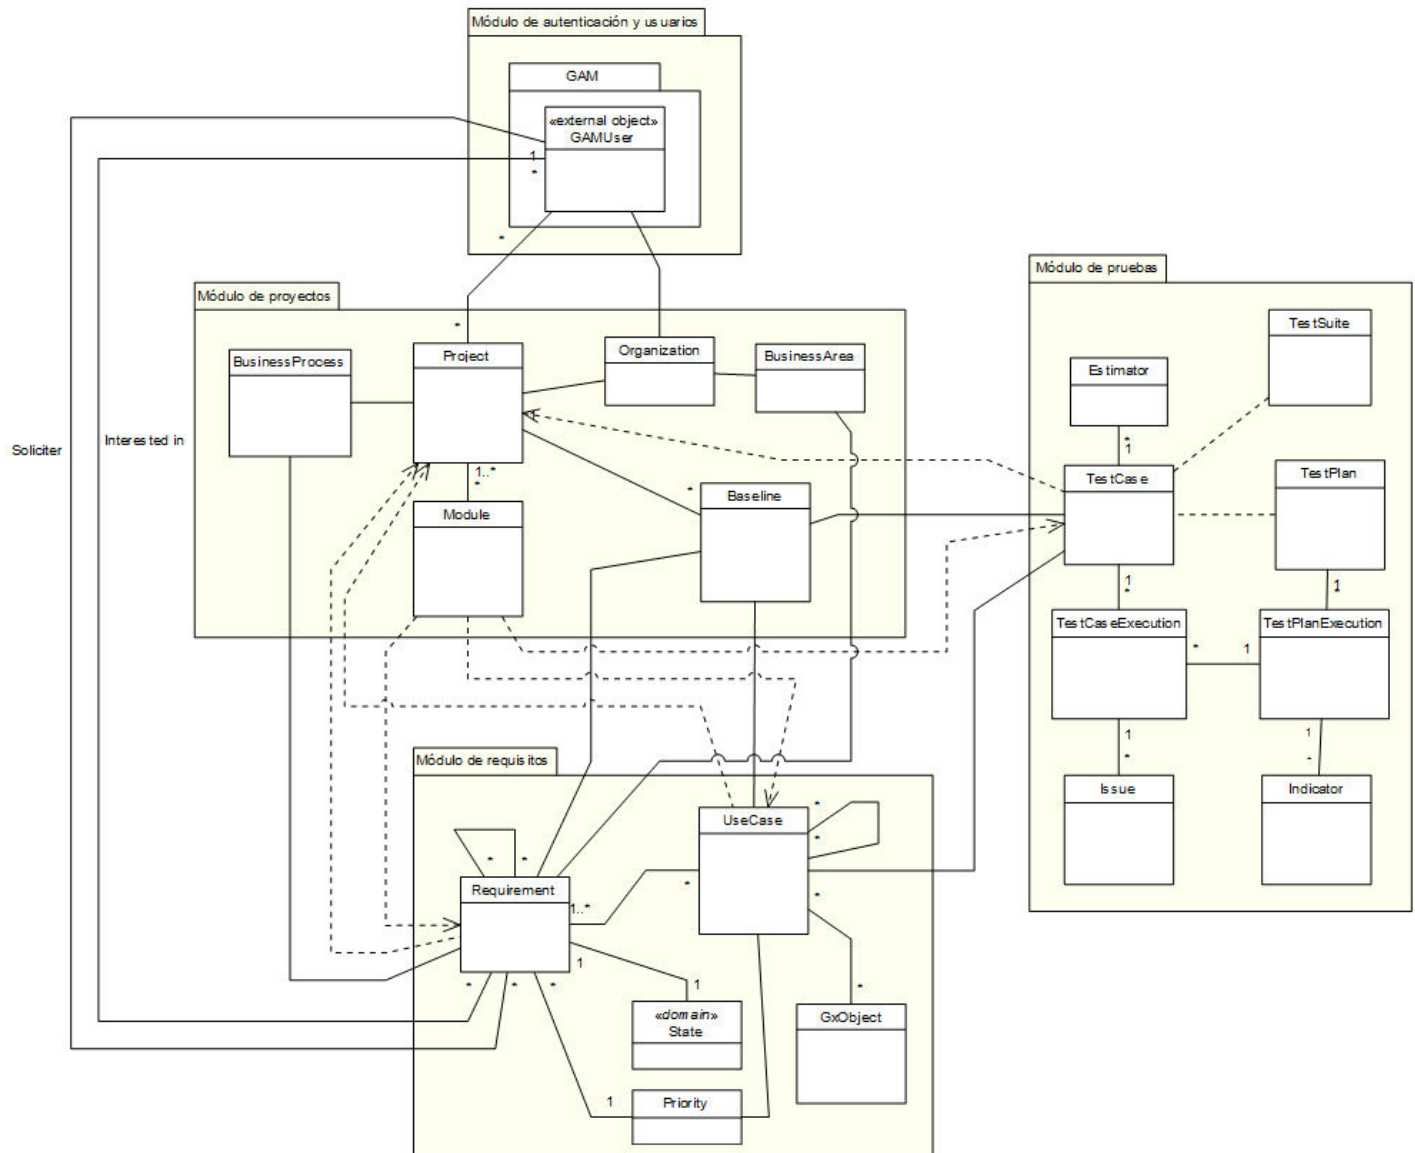 Módulo de autenticación y usuarios
GAM
«external object»
GAMUser
1
*
*
Módulo de proyectos
*
BusinessProcess
Project
Organization
BusinessArea
1..*
*
Module
*
Baseline
Soliciter
Interested in
Módulo de pruebas
TestSuite
Estimator
*
1
TestCase
TestPlan
1
*
1
*
TestCaseExecution
TestPlanExecution
*
1
1
*
1
*
Issue
Indicator
Módulo de requisitos
UseCase
*
*
*
*
Requirement
1..*
*
*
1
*
*
*
1
*
«domain»
State
GxObject
1
Priority